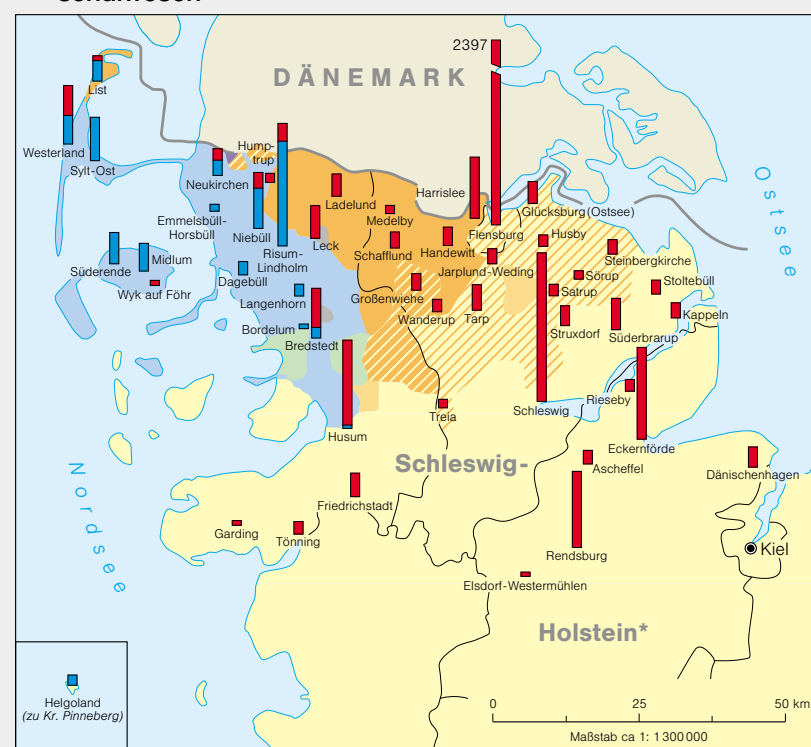 2397
DÄNEMARK
List
Westerland
Sylt-Ost
Hump-
trup
Neukirchen
Ladelund
Harrislee
Glücksburg (Ostsee)
Ostsee
Emmelsbüll-
Horsbüll
Medelby
Flensburg
Husby
Niebüll
Leck
Schafflund
Handewitt
Steinbergkirche
Risum-
Lindholm
Jarplund-Weding
Süderende
Midlum
Dagebüll
Sörup
Wyk auf Föhr
Langenhorn
Großenwiehe
Satrup
Stoltebüll
Wanderup
Tarp
Kappeln
Bordelum
Struxdorf
Süderbrarup
Bredstedt
Rieseby
Treia
Schleswig
Husum
Eckernförde
Schleswig-
Ascheffel
Dänischenhagen
Nordsee
Friedrichstadt
Garding
Tönning
Rendsburg
Kiel
Elsdorf-Westermühlen
Holstein*
Helgoland
(zu Kr. Pinneberg)
0 25 50 km
Maßstab ca 1: 1300000